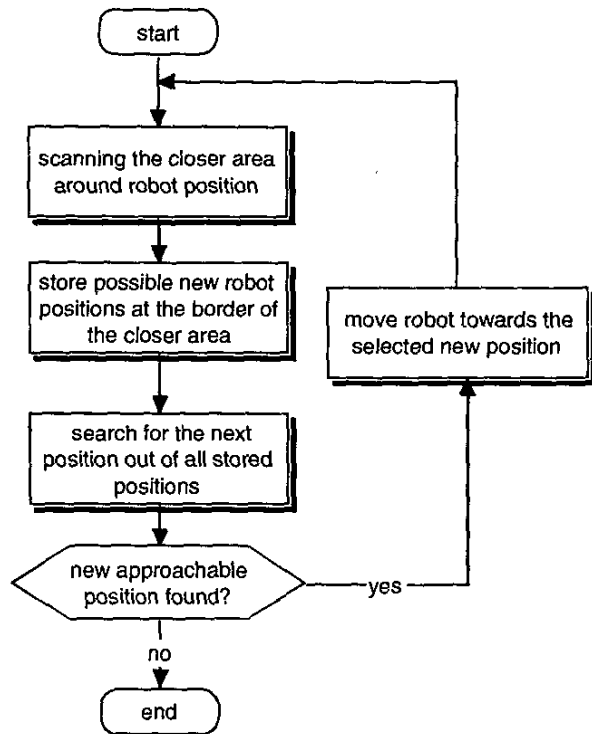 start
scanning the closer area
around robot position
store possible new robot
positions at the border of
the closer area
move robot towards the
selected new position
search for the next
position out of all stored
positions
new approachable
position found?
yes
no
end